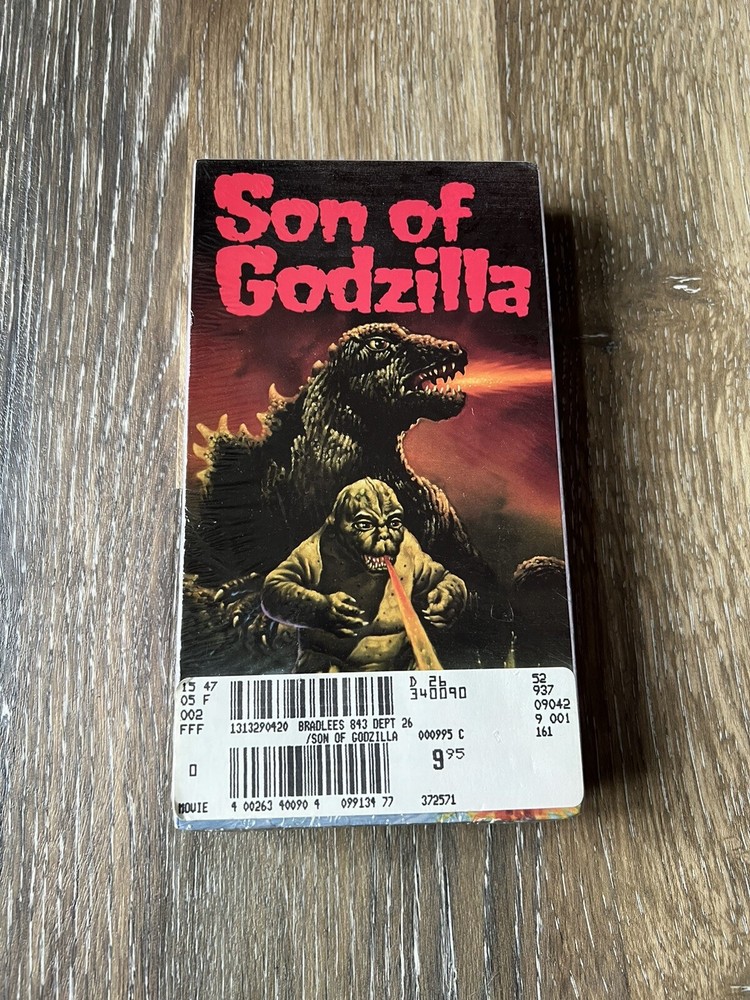 Son of
Godzilla
15 47
05 F
002
FFF
D 26
340090
52
937
09042
9 001
161
1313290420 BRADLEES 843 DEPT 26
/SON OF GODZILLA 000995 C
9 95
0
MOVIE 4 00263 40090 4 099134 77 372571